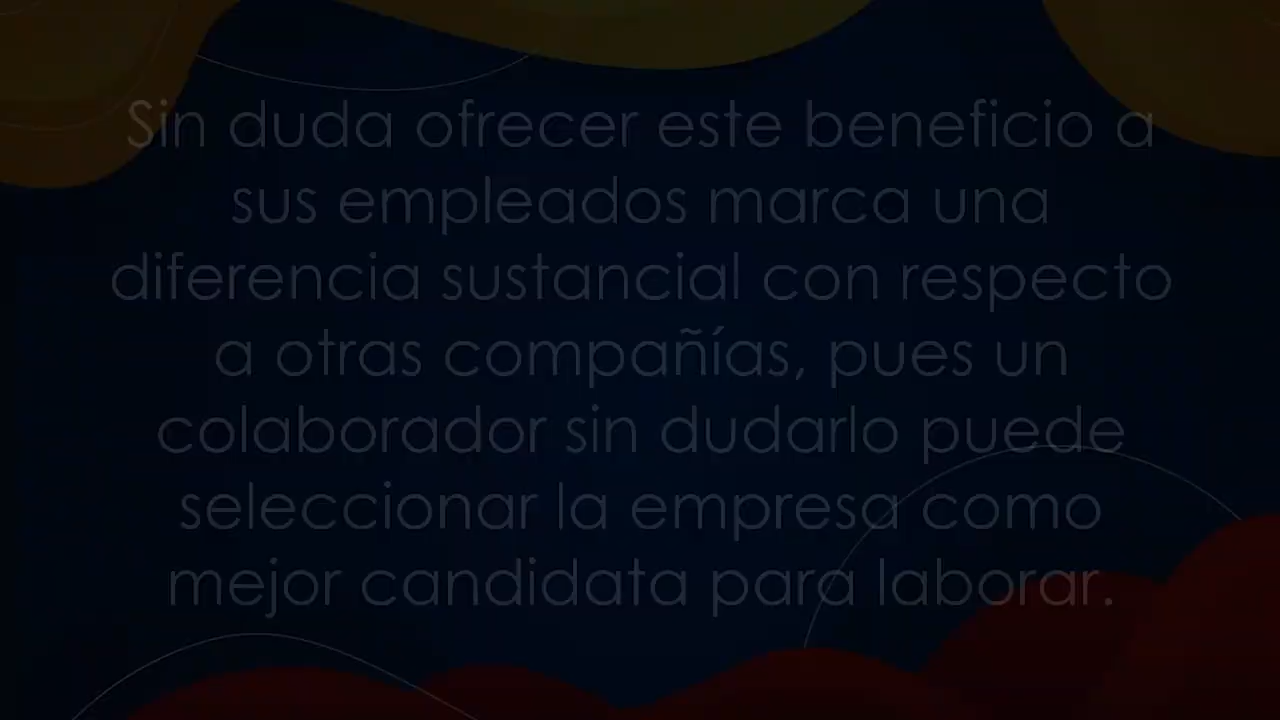 Sin duda ofrecer este beneficio a
sus empleados marca una
diferencia sustancial con respecto
a otras compañías, pues un
colaborador sin dudarlo puede
seleccionar la empresa como
mejor candidata para laborar.